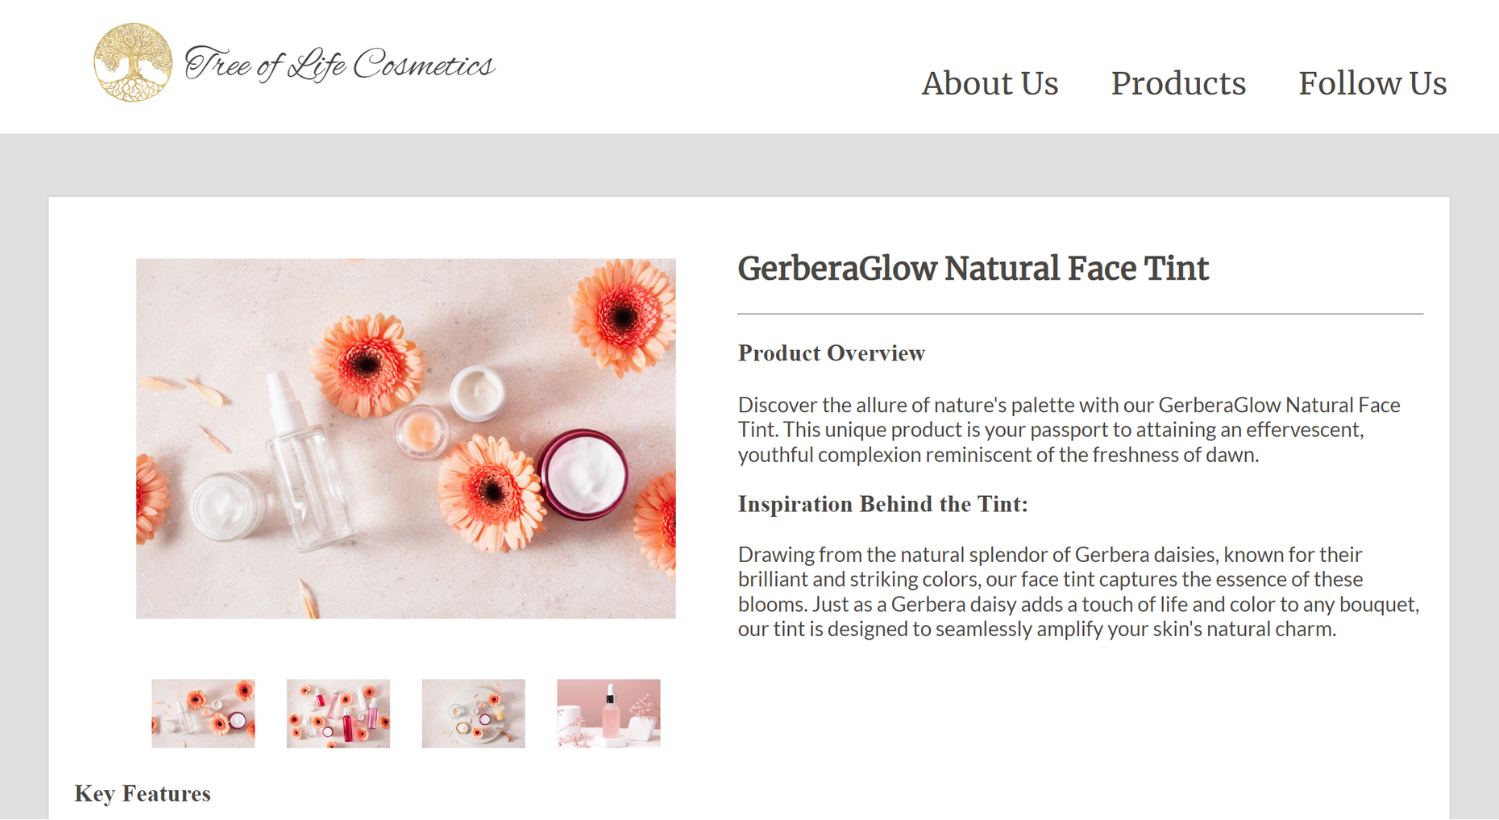 Tree of Life Cosmetics
About Us
Products
Follow Us
GerberaGlow Natural Face Tint
Product Overview
Discover the allure of nature's palette with our GerberaGlow Natural Face
Tint. This unique product is your passport to attaining an effervescent,
youthful complexion reminiscent of the freshness of dawn.
Inspiration Behind the Tint:
Drawing from the natural splendor of Gerbera daisies, known for their
brilliant and striking colors, our face tint captures the essence of these
blooms. Just as a Gerbera daisy adds a touch of life and color to any bouquet,
our tint is designed to seamlessly amplify your skin's natural charm.
Key Features